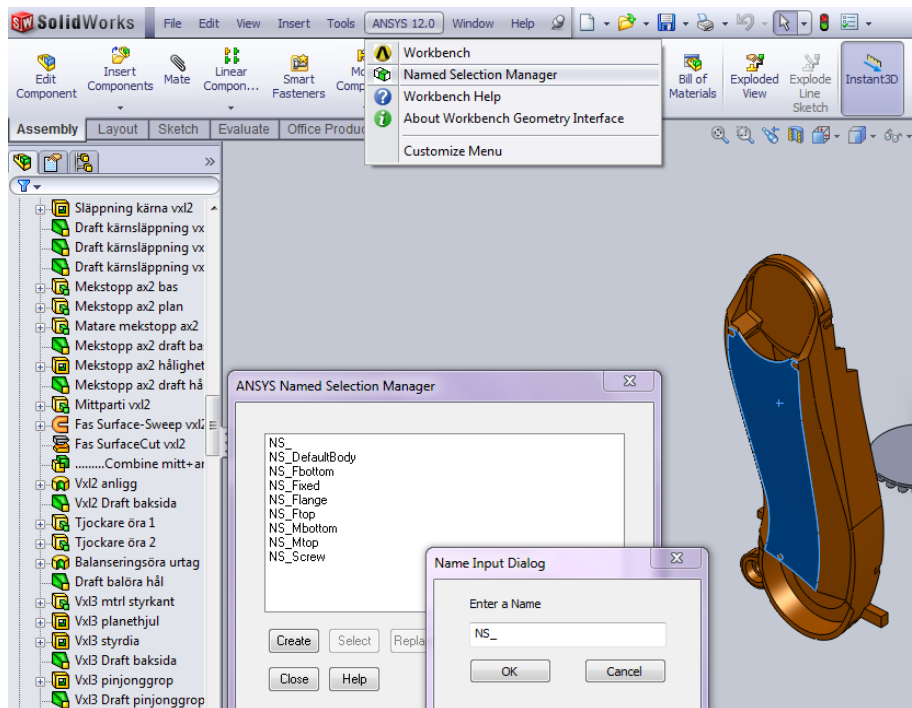 SW SolidWorks File Edit View Insert Tools ANSYS 12.0 Window Help
Edit Component
Insert Components
Mate
Linear Compon...
Smart Fasteners
Bill of Materials
Exploded View
Explode Line Sketch
Instant3D
Workbench
Named Selection Manager
Workbench Help
About Workbench Geometry Interface
Customize Menu
Assembly Layout Sketch Evaluate Office Produc
Släppning kärna vxl2
Draft kärnsläppning vx
Draft kärnsläppning vx
Draft kärnsläppning vx
Mekstopp ax2 bas
Mekstopp ax2 plan
Matare mekstopp ax2
Mekstopp ax2 draft ba
Mekstopp ax2 hålighet
Mekstopp ax2 draft hå
Mittparti vxl2
Fas Surface-Sweep vxl2
Fas SurfaceCut vxl2
.........Combine mitt+ar
Vxl2 anligg
Vxl2 Draft baksida
Tjockare öra 1
Tjockare öra 2
Balanseringsöra urtag
Draft balöra hål
Vxl3 mtrl styrkant
Vxl3 planethjul
Vxl3 styrdia
Vxl3 Draft baksida
Vxl3 pinjonggrop
Vxl3 Draft pinjonggrop
ANSYS Named Selection Manager
NS_
NS_DefaultBody
NS_Fbottom
NS_Fixed
NS_Flange
NS_Ftop
NS_Mbottom
NS_Mtop
NS_Screw
Create Select Repla
Close Help
Name Input Dialog
Enter a Name
NS_
OK Cancel